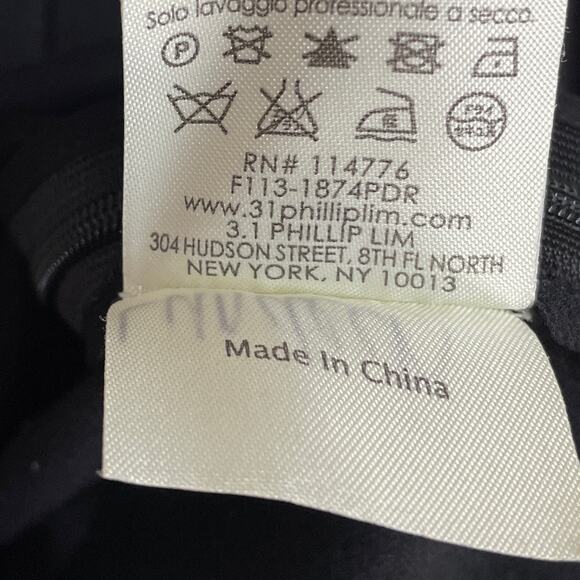 Solo lavaggio professionale a secco.
P
RN# 114776
F113-1874PDR
www.31philliplim.com
3.1 PHILLIP LIM
304 HUDSON STREET, 8TH FL NORTH
NEW YORK, NY 10013
Made In China